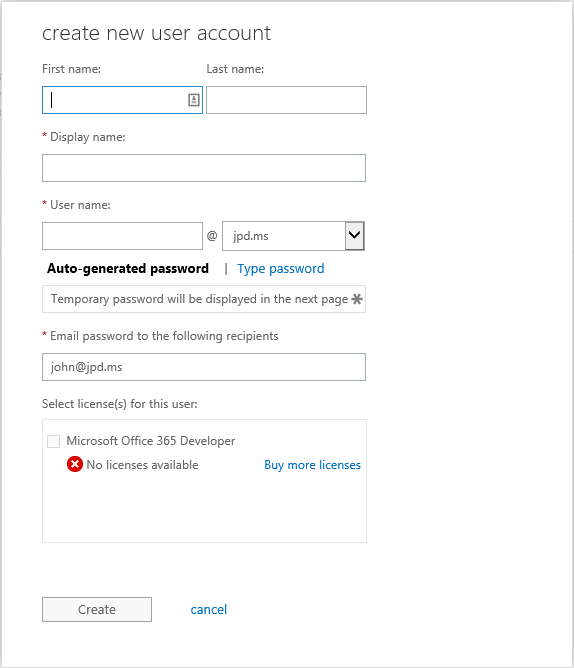 create new user account
First name: Last name:
* Display name:
* User name:
@ jpd.ms
Auto-generated password | Type password
Temporary password will be displayed in the next page *
* Email password to the following recipients
john@jpd.ms
Select license(s) for this user:
Microsoft Office 365 Developer
No licenses available Buy more licenses
Create cancel